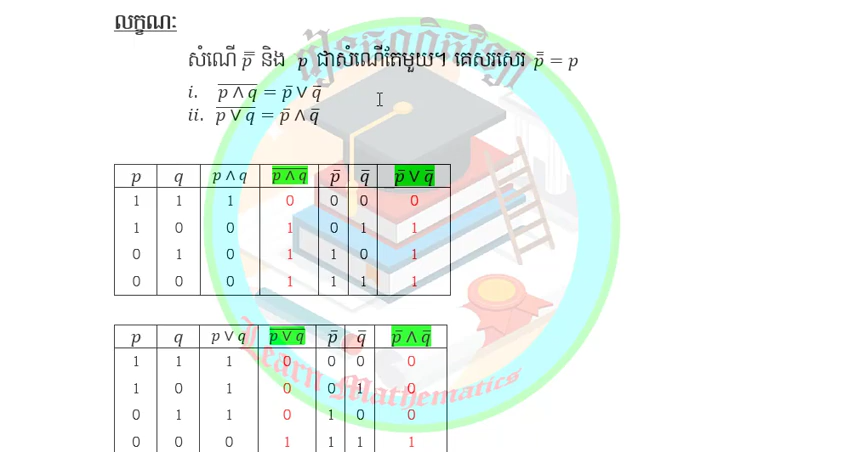 លក្ខណៈ
សំណើ p̿ និង p ជាសំណើតែមួយ។ គេសរសេរ p̿ = p
i. \overline{p ∧ q} = p̄ ∨ q̄
ii. \overline{p ∨ q} = p̄ ∧ q̄
p q p ∧ q \overline{p ∧ q} p̄ q̄ p̄ ∨ q̄
1 1 1 0 0 0 0
1 0 0 1 0 1 1
0 1 0 1 1 0 1
0 0 0 1 1 1 1
p q p ∨ q \overline{p ∨ q} p̄ q̄ p̄ ∧ q̄
1 1 1 0 0 0 0
1 0 1 0 0 1 0
0 1 1 0 1 0 0
0 0 0 1 1 1 1
Learn Mathematics